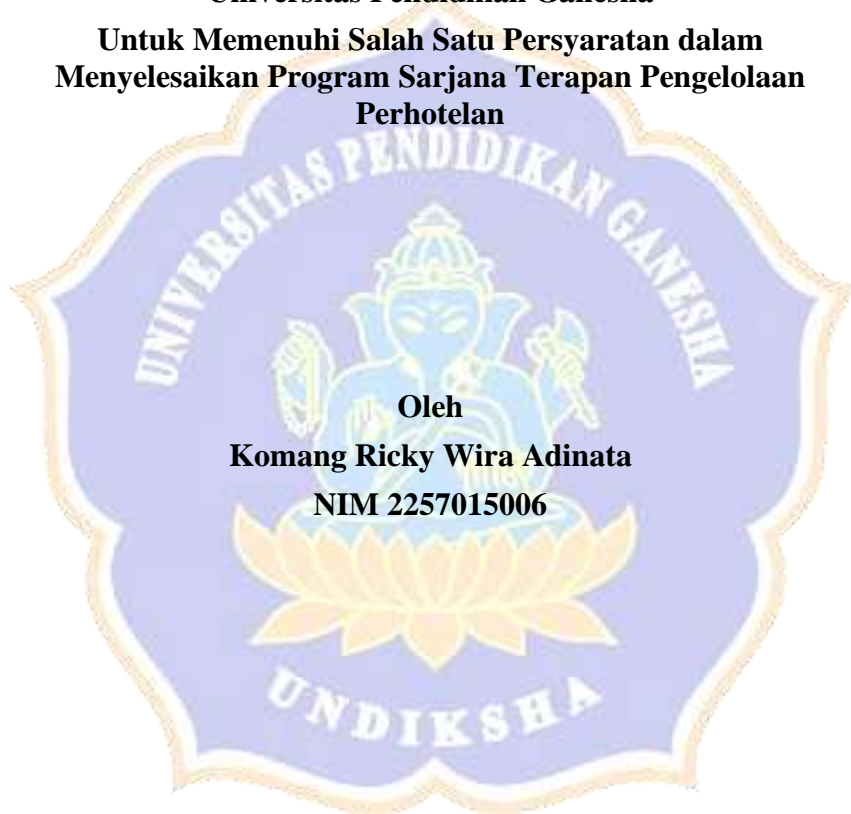 Universitas Pendidikan Ganesha
Untuk Memenuhi Salah Satu Persyaratan dalam
Menyelesaikan Program Sarjana Terapan Pengelolaan
Perhotelan
UNIVERSITAS PENDIDIKAN GANESHA
Oleh
Komang Ricky Wira Adinata
NIM 2257015006
UNDIKSHA